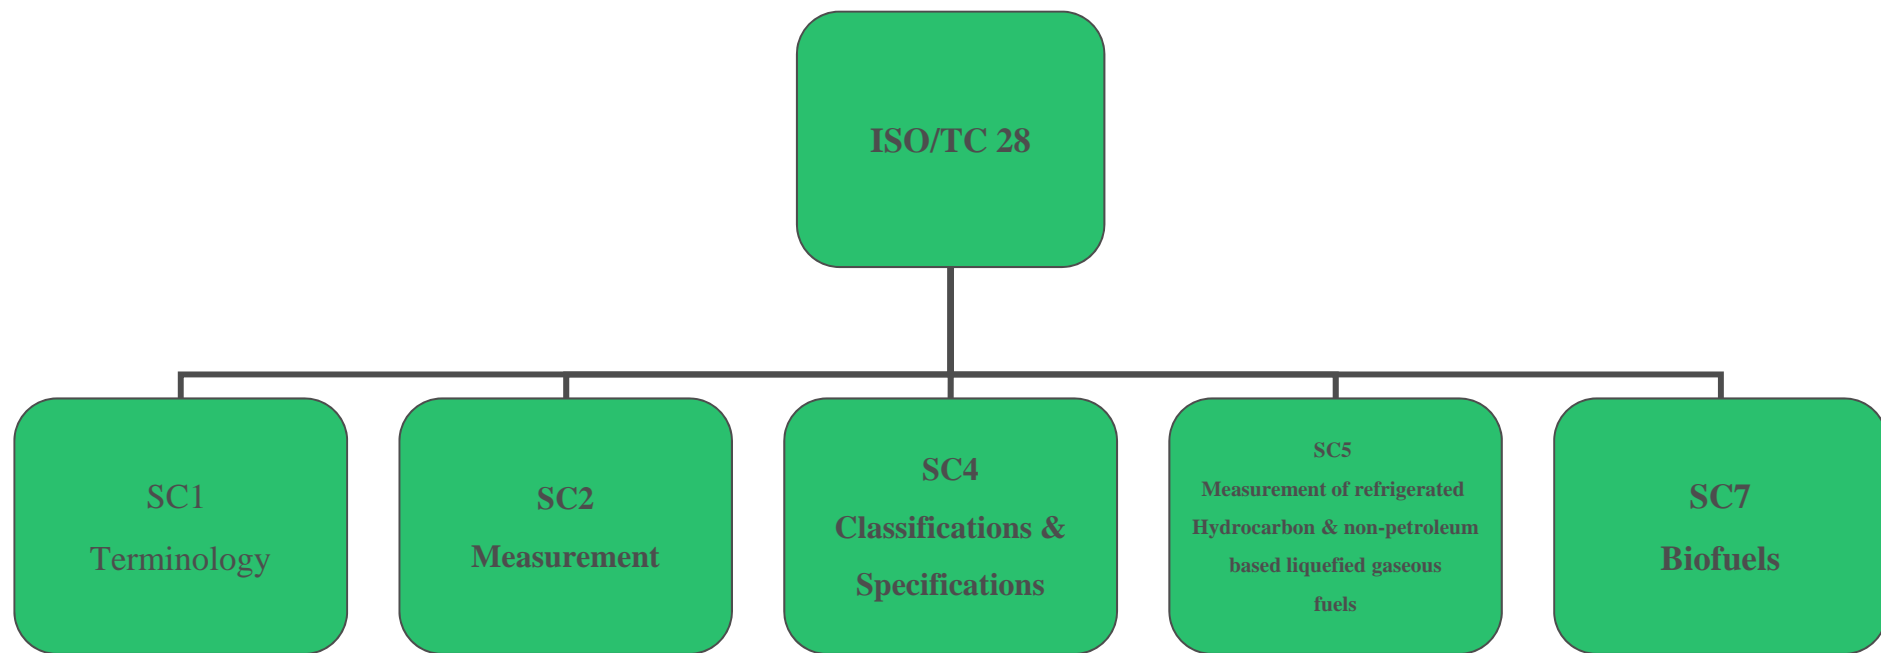 ISO/TC 28
SC1
Terminology
SC2
Measurement
SC4
Classifications &
Specifications
SC5
Measurement of refrigerated
Hydrocarbon & non-petroleum
based liquefied gaseous
fuels
SC7
Biofuels